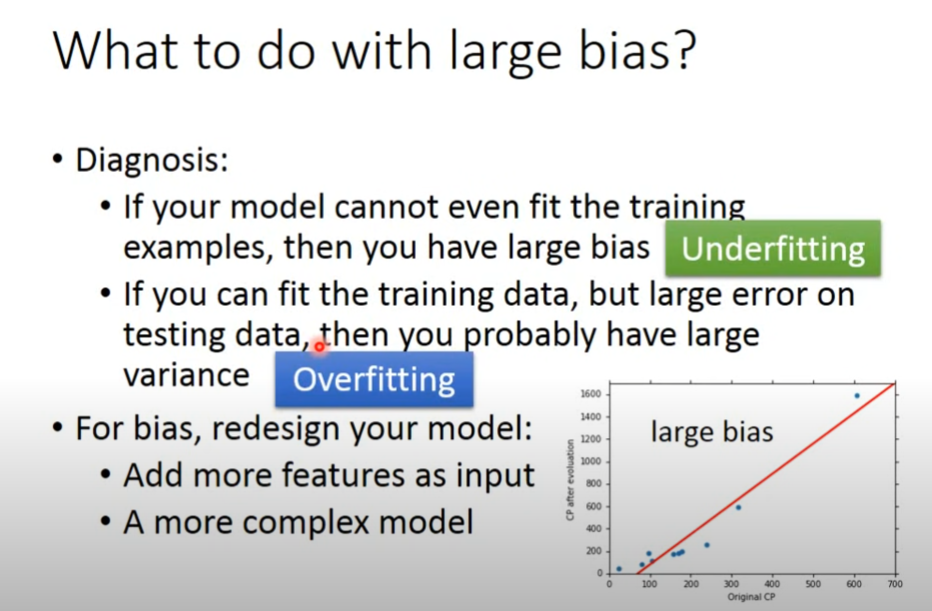 What to do with large bias?
• Diagnosis:
• If your model cannot even fit the training
examples, then you have large bias Underfitting
• If you can fit the training data, but large error on
testing data, then you probably have large
variance Overfitting
• For bias, redesign your model:
• Add more features as input
• A more complex model
large bias
1600
1400
1200
1000
800
600
400
200
0
CP after evoluation
0 100 200 300 400 500 600 700
Original CP